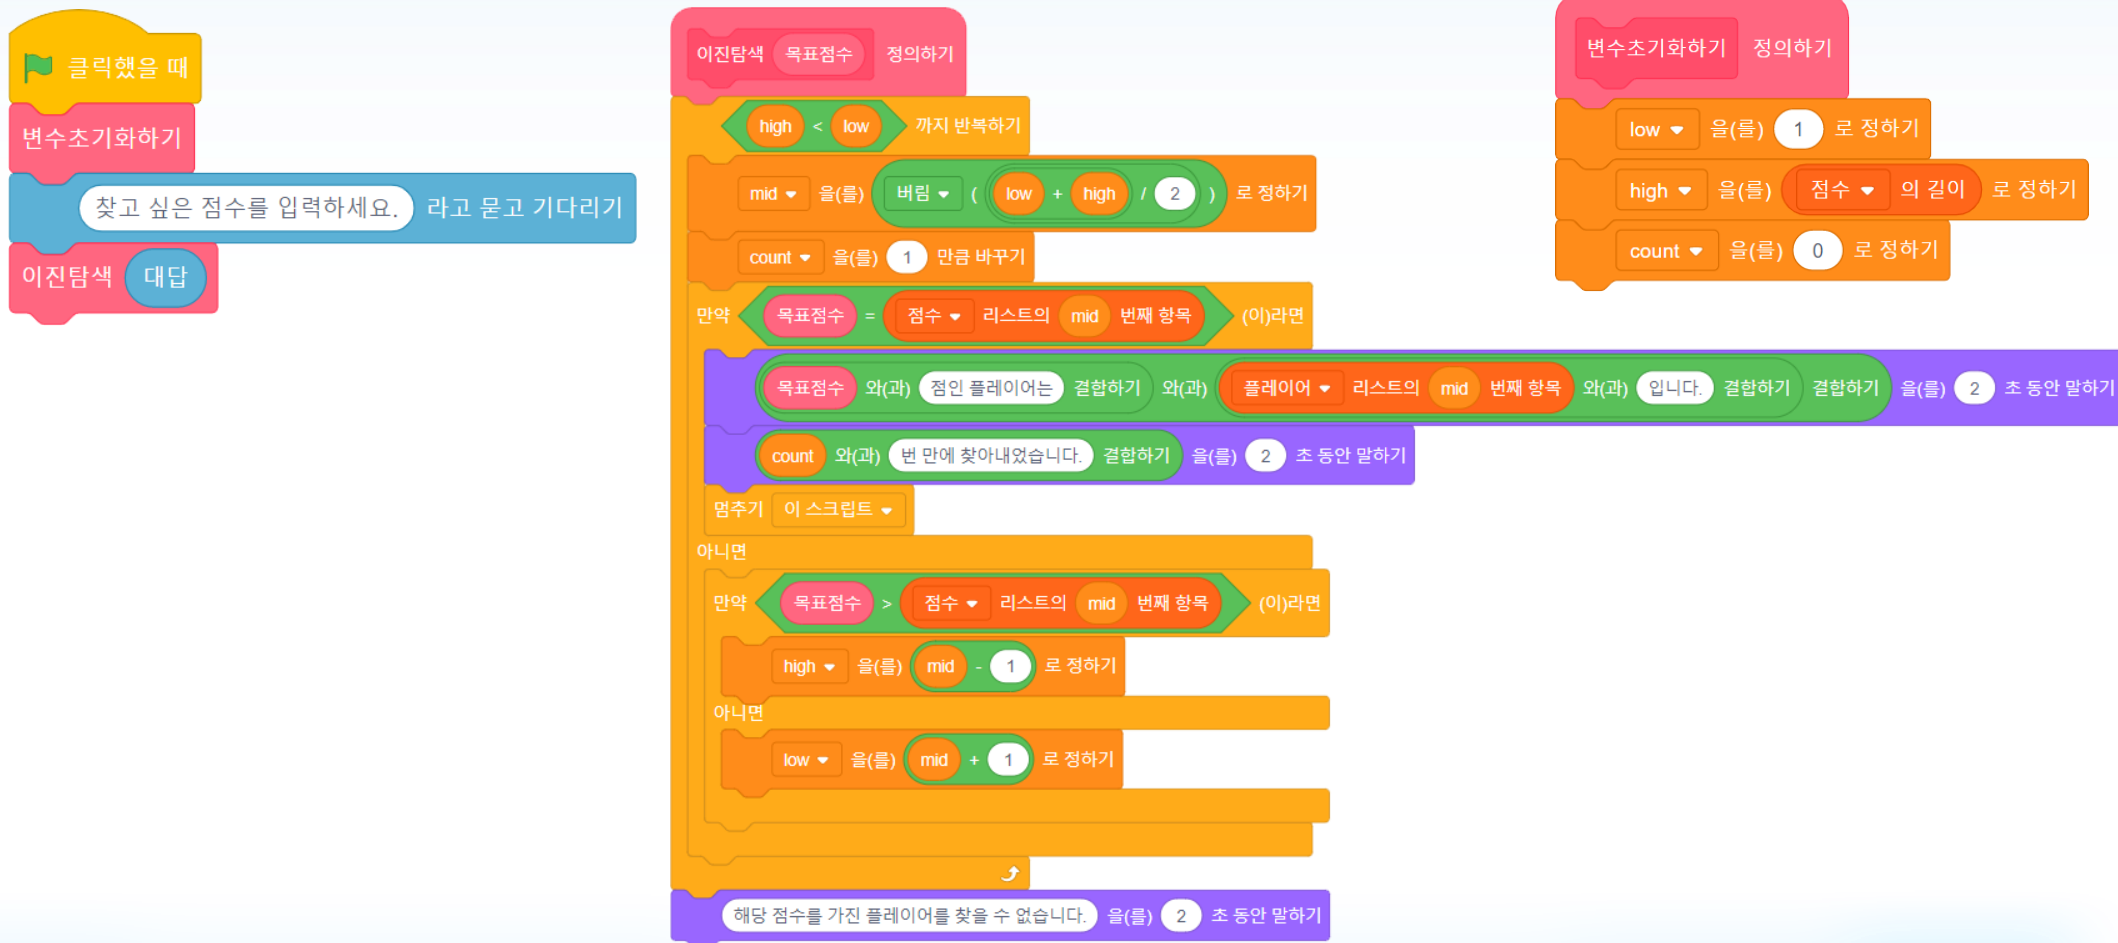 클릭했을 때
변수초기화하기
찾고 싶은 점수를 입력하세요. 라고 묻고 기다리기
이진탐색 대답
이진탐색 목표점수 정의하기
high < low 까지 반복하기
mid 을(를) 버림 ( low + high / 2 ) 로 정하기
count 을(를) 1 만큼 바꾸기
만약 목표점수 = 점수 리스트의 mid 번째 항목 (이)라면
목표점수 와(과) 점인 플레이어는 결합하기 와(과) 플레이어 리스트의 mid 번째 항목 와(과) 입니다. 결합하기 결합하기 을(를) 2 초 동안 말하기
count 와(과) 번 만에 찾아내었습니다. 결합하기 을(를) 2 초 동안 말하기
멈추기 이 스크립트
아니면
만약 목표점수 > 점수 리스트의 mid 번째 항목 (이)라면
high 을(를) mid - 1 로 정하기
아니면
low 을(를) mid + 1 로 정하기
해당 점수를 가진 플레이어를 찾을 수 없습니다. 을(를) 2 초 동안 말하기
변수초기화하기 정의하기
low 을(를) 1 로 정하기
high 을(를) 점수 의 길이 로 정하기
count 을(를) 0 로 정하기